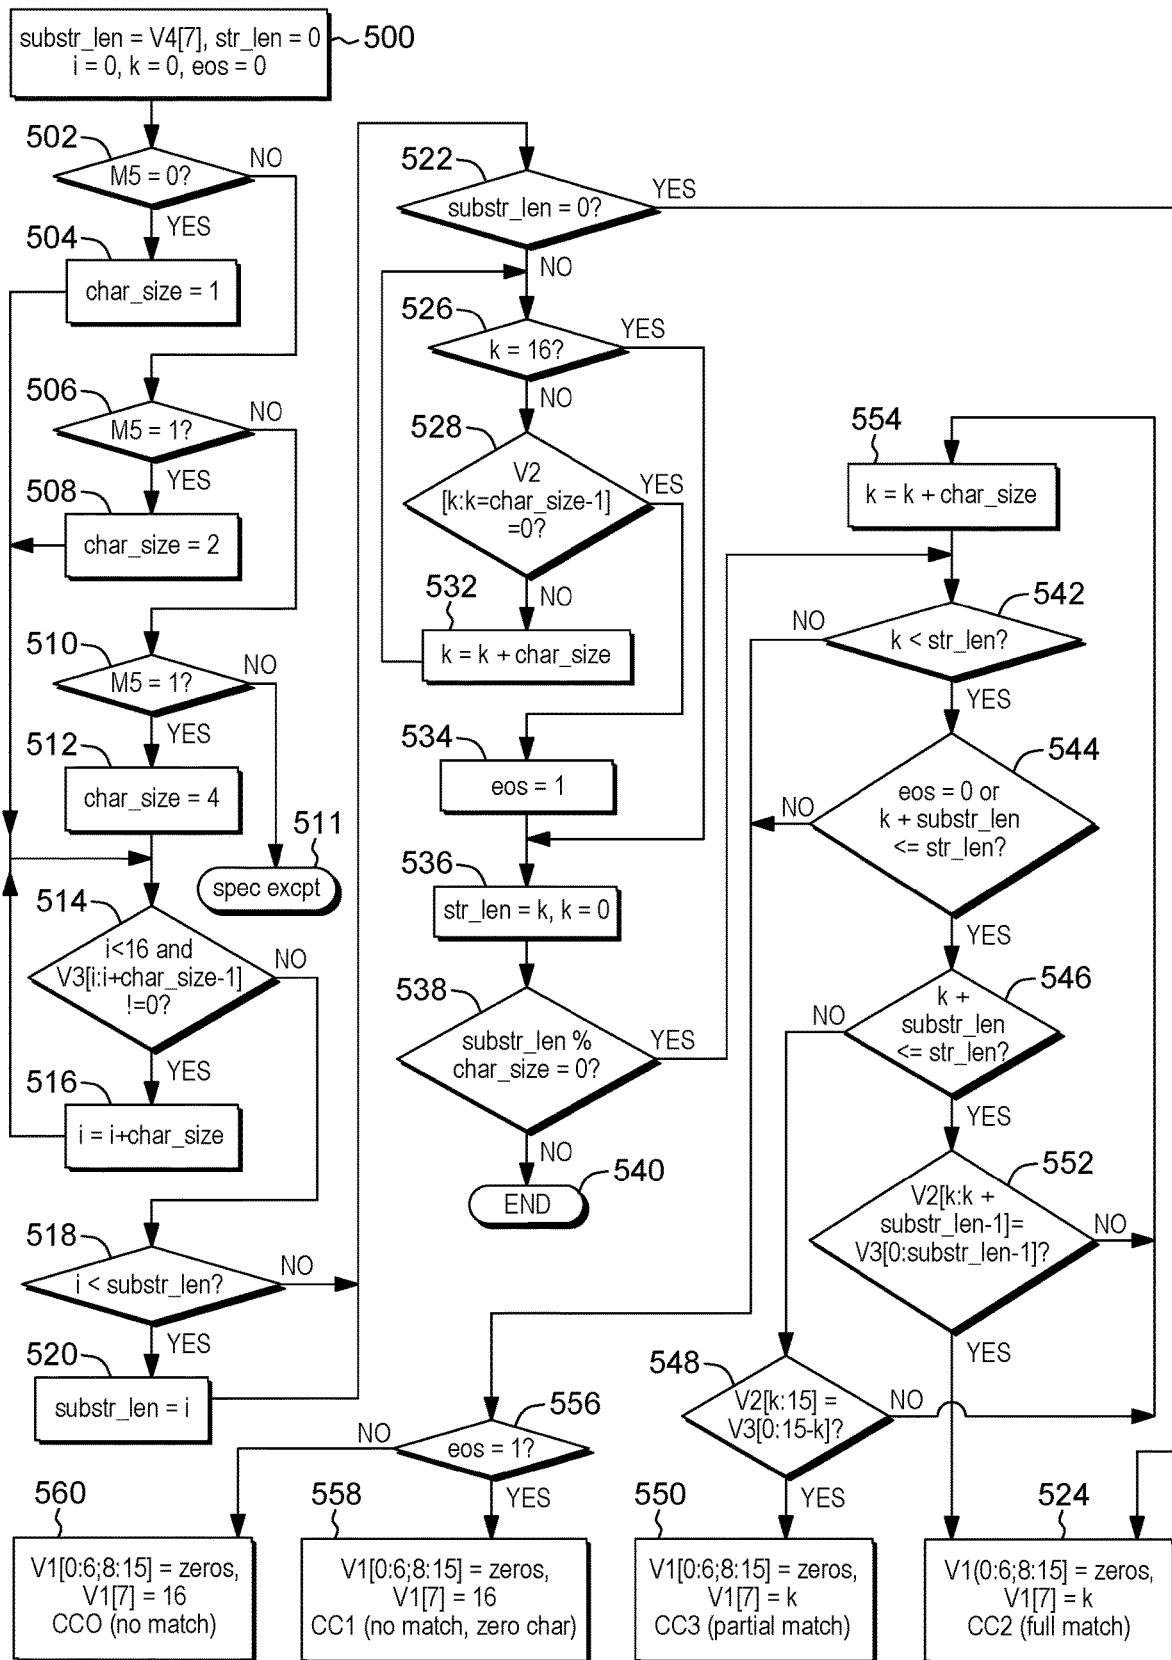 substr_len = V4[7], str_len = 0
i = 0, k = 0, eos = 0
500
502
M5 = 0?
NO
YES
504
char_size = 1
506
M5 = 1?
NO
YES
508
char_size = 2
510
M5 = 1?
NO
YES
512
char_size = 4
511
spec excpt
514
i<16 and
V3[i:i+char_size-1]
!=0?
NO
YES
516
i = i+char_size
518
i < substr_len?
NO
YES
520
substr_len = i
522
substr_len = 0?
YES
NO
526
k = 16?
YES
NO
528
V2
[k:k=char_size-1]
=0?
YES
NO
532
k = k + char_size
534
eos = 1
536
str_len = k, k = 0
538
substr_len %
char_size = 0?
YES
NO
540
END
554
k = k + char_size
542
k < str_len?
NO
YES
544
eos = 0 or
k + substr_len
<= str_len?
NO
YES
546
k +
substr_len
<= str_len?
NO
YES
552
V2[k:k +
substr_len-1]=
V3[0:substr_len-1]?
NO
YES
548
V2[k:15] =
V3[0:15-k]?
NO
YES
556
eos = 1?
NO
YES
560
V1[0:6;8:15] = zeros,
V1[7] = 16
CCO (no match)
558
V1[0:6;8:15] = zeros,
V1[7] = 16
CC1 (no match, zero char)
550
V1[0:6;8:15] = zeros,
V1[7] = k
CC3 (partial match)
524
V1(0:6;8:15] = zeros,
V1[7] = k
CC2 (full match)